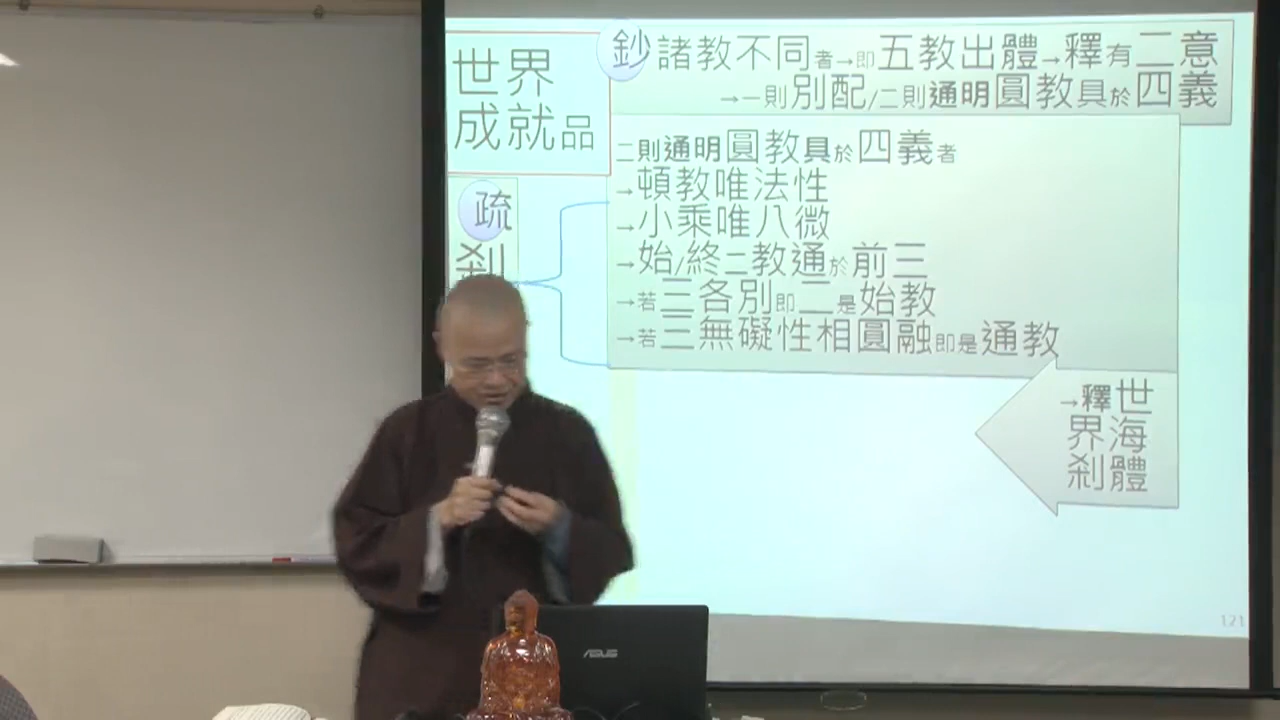 世界
成就品
鈔諸教不同者→即五教出體→釋有二意
→一則別配/二則通明圓教具於四義
二則通明圓教具於四義者
→頓教唯法性
→小乘唯八微
→始/終二教通於前三
→若三各別即二是始教
→若三無礙性相圓融即是通教
疏
剎
→釋世
界海
剎體
121
ASUS